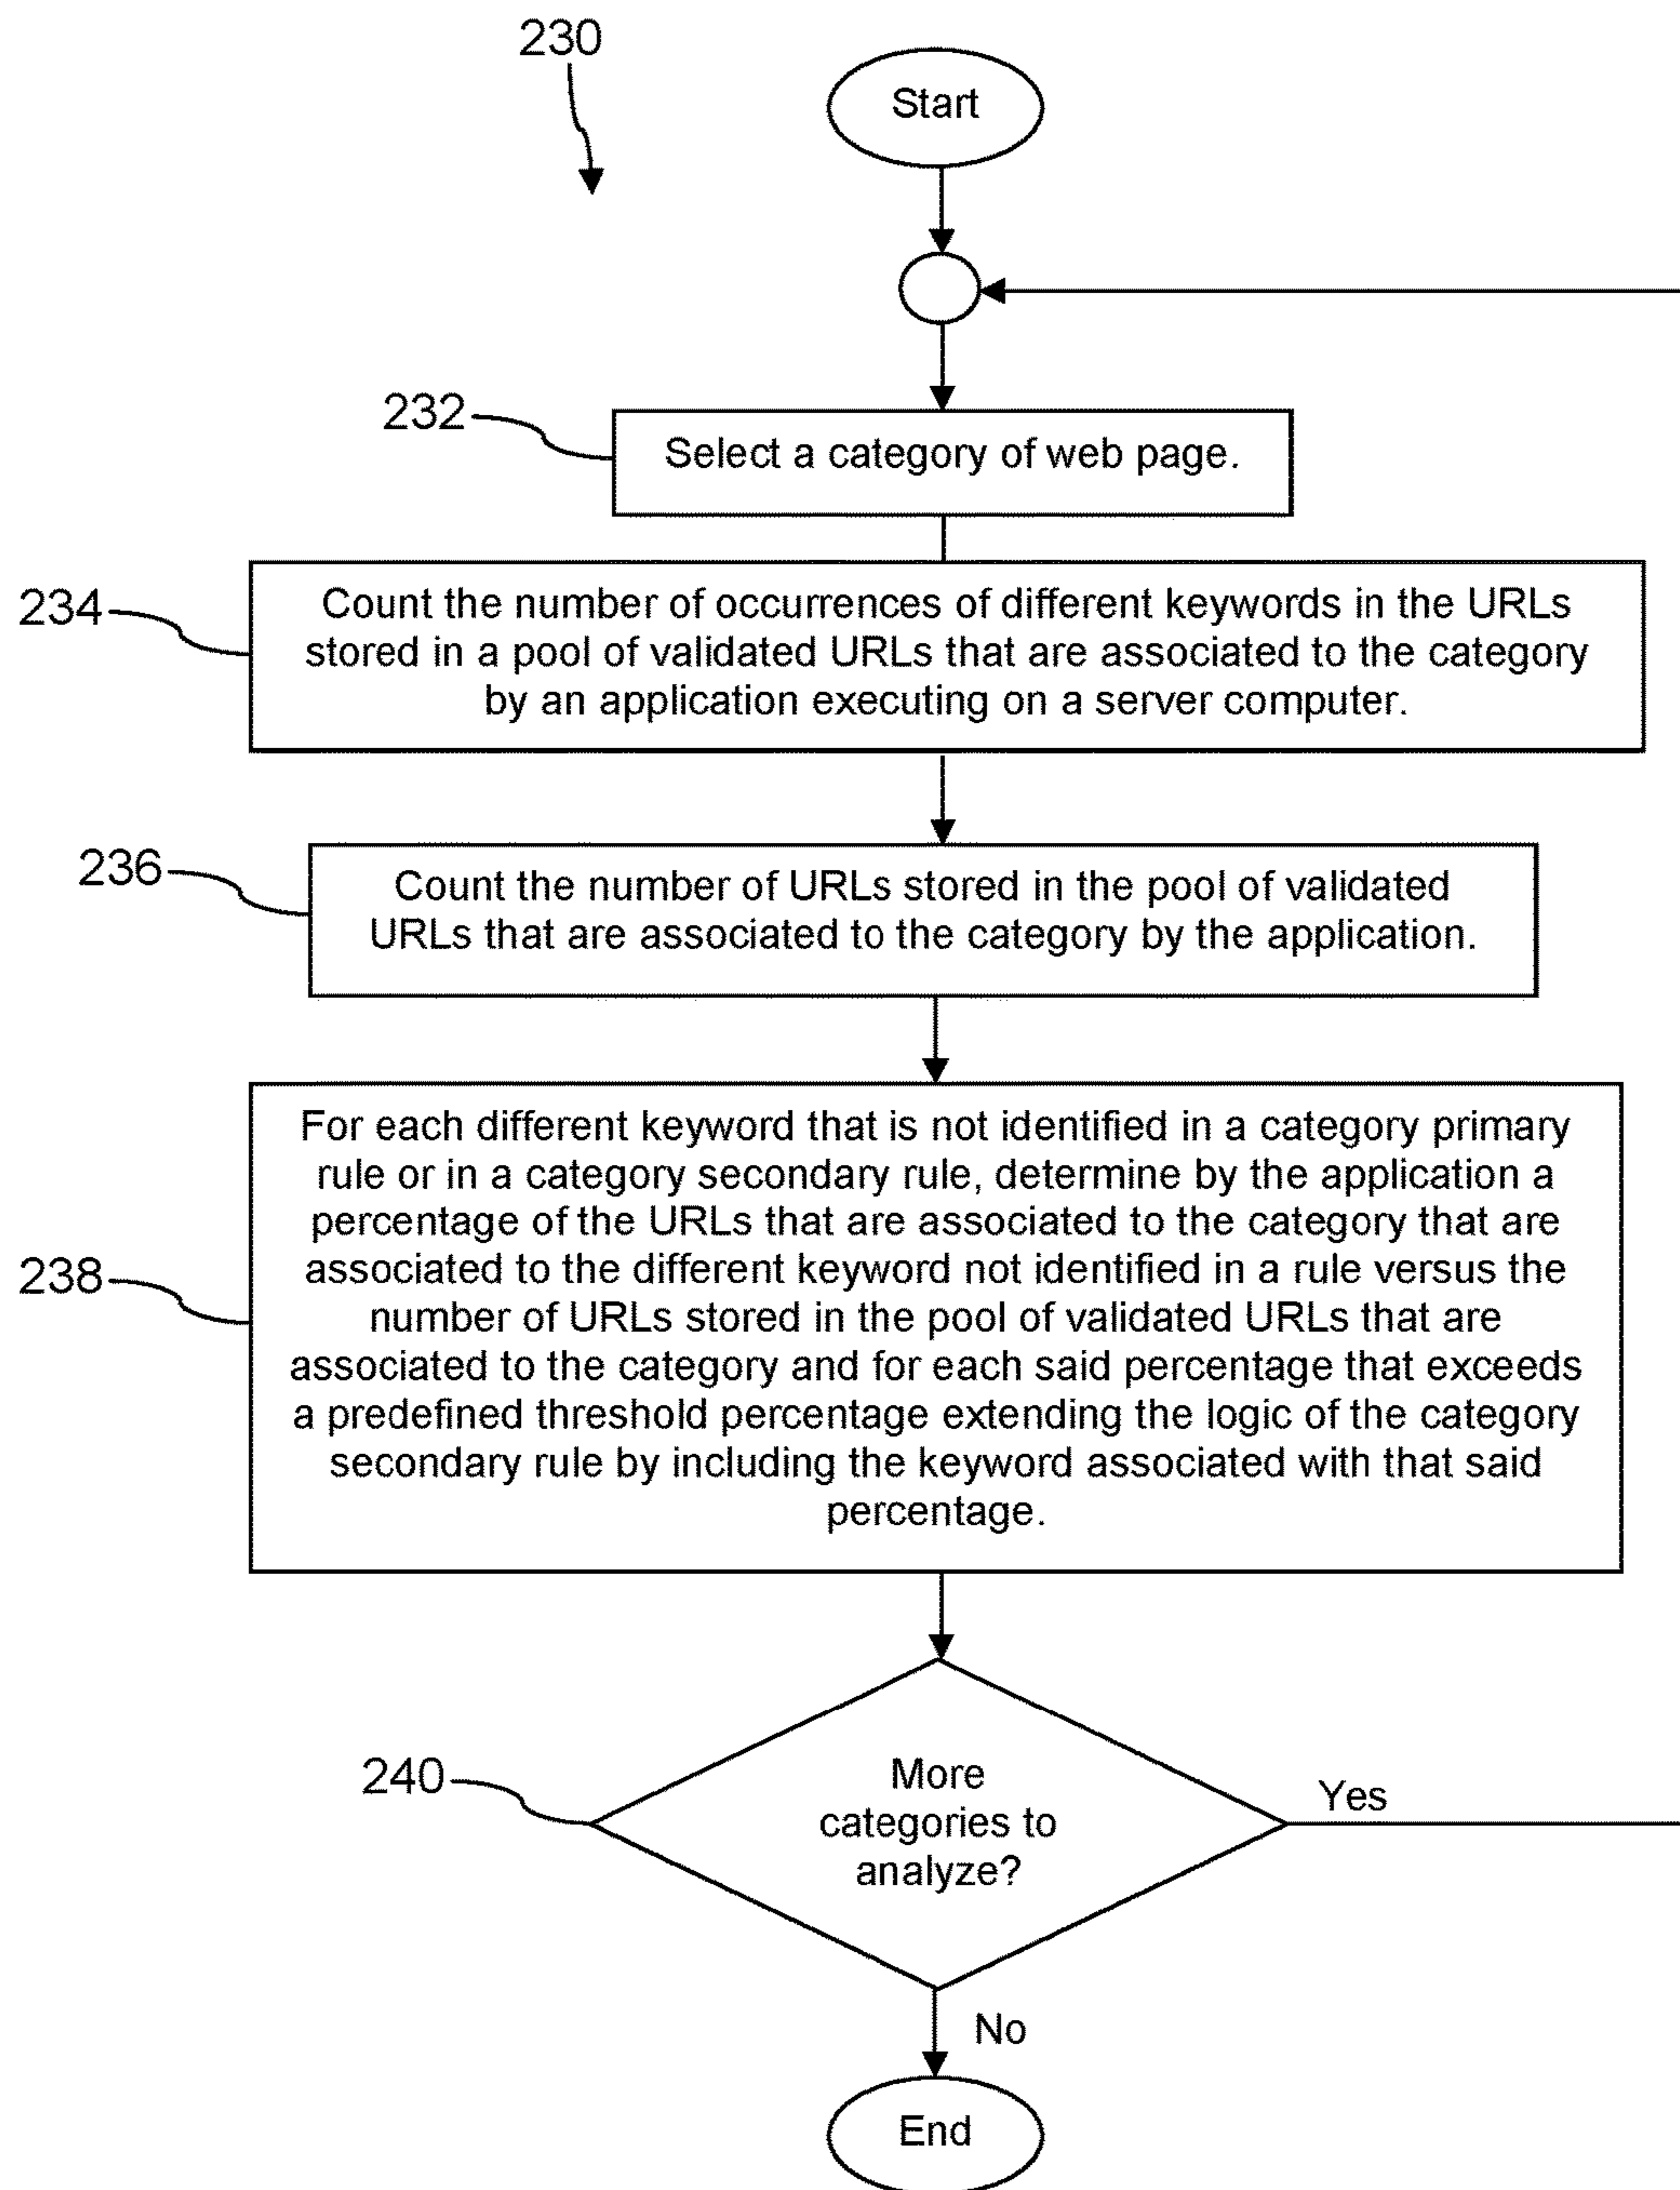 230
Start
232
Select a category of web page.
234
Count the number of occurrences of different keywords in the URLs
stored in a pool of validated URLs that are associated to the category
by an application executing on a server computer.
236
Count the number of URLs stored in the pool of validated
URLs that are associated to the category by the application.
238
For each different keyword that is not identified in a category primary
rule or in a category secondary rule, determine by the application a
percentage of the URLs that are associated to the category that are
associated to the different keyword not identified in a rule versus the
number of URLs stored in the pool of validated URLs that are
associated to the category and for each said percentage that exceeds
a predefined threshold percentage extending the logic of the category
secondary rule by including the keyword associated with that said
percentage.
240
More
categories to
analyze?
Yes
No
End